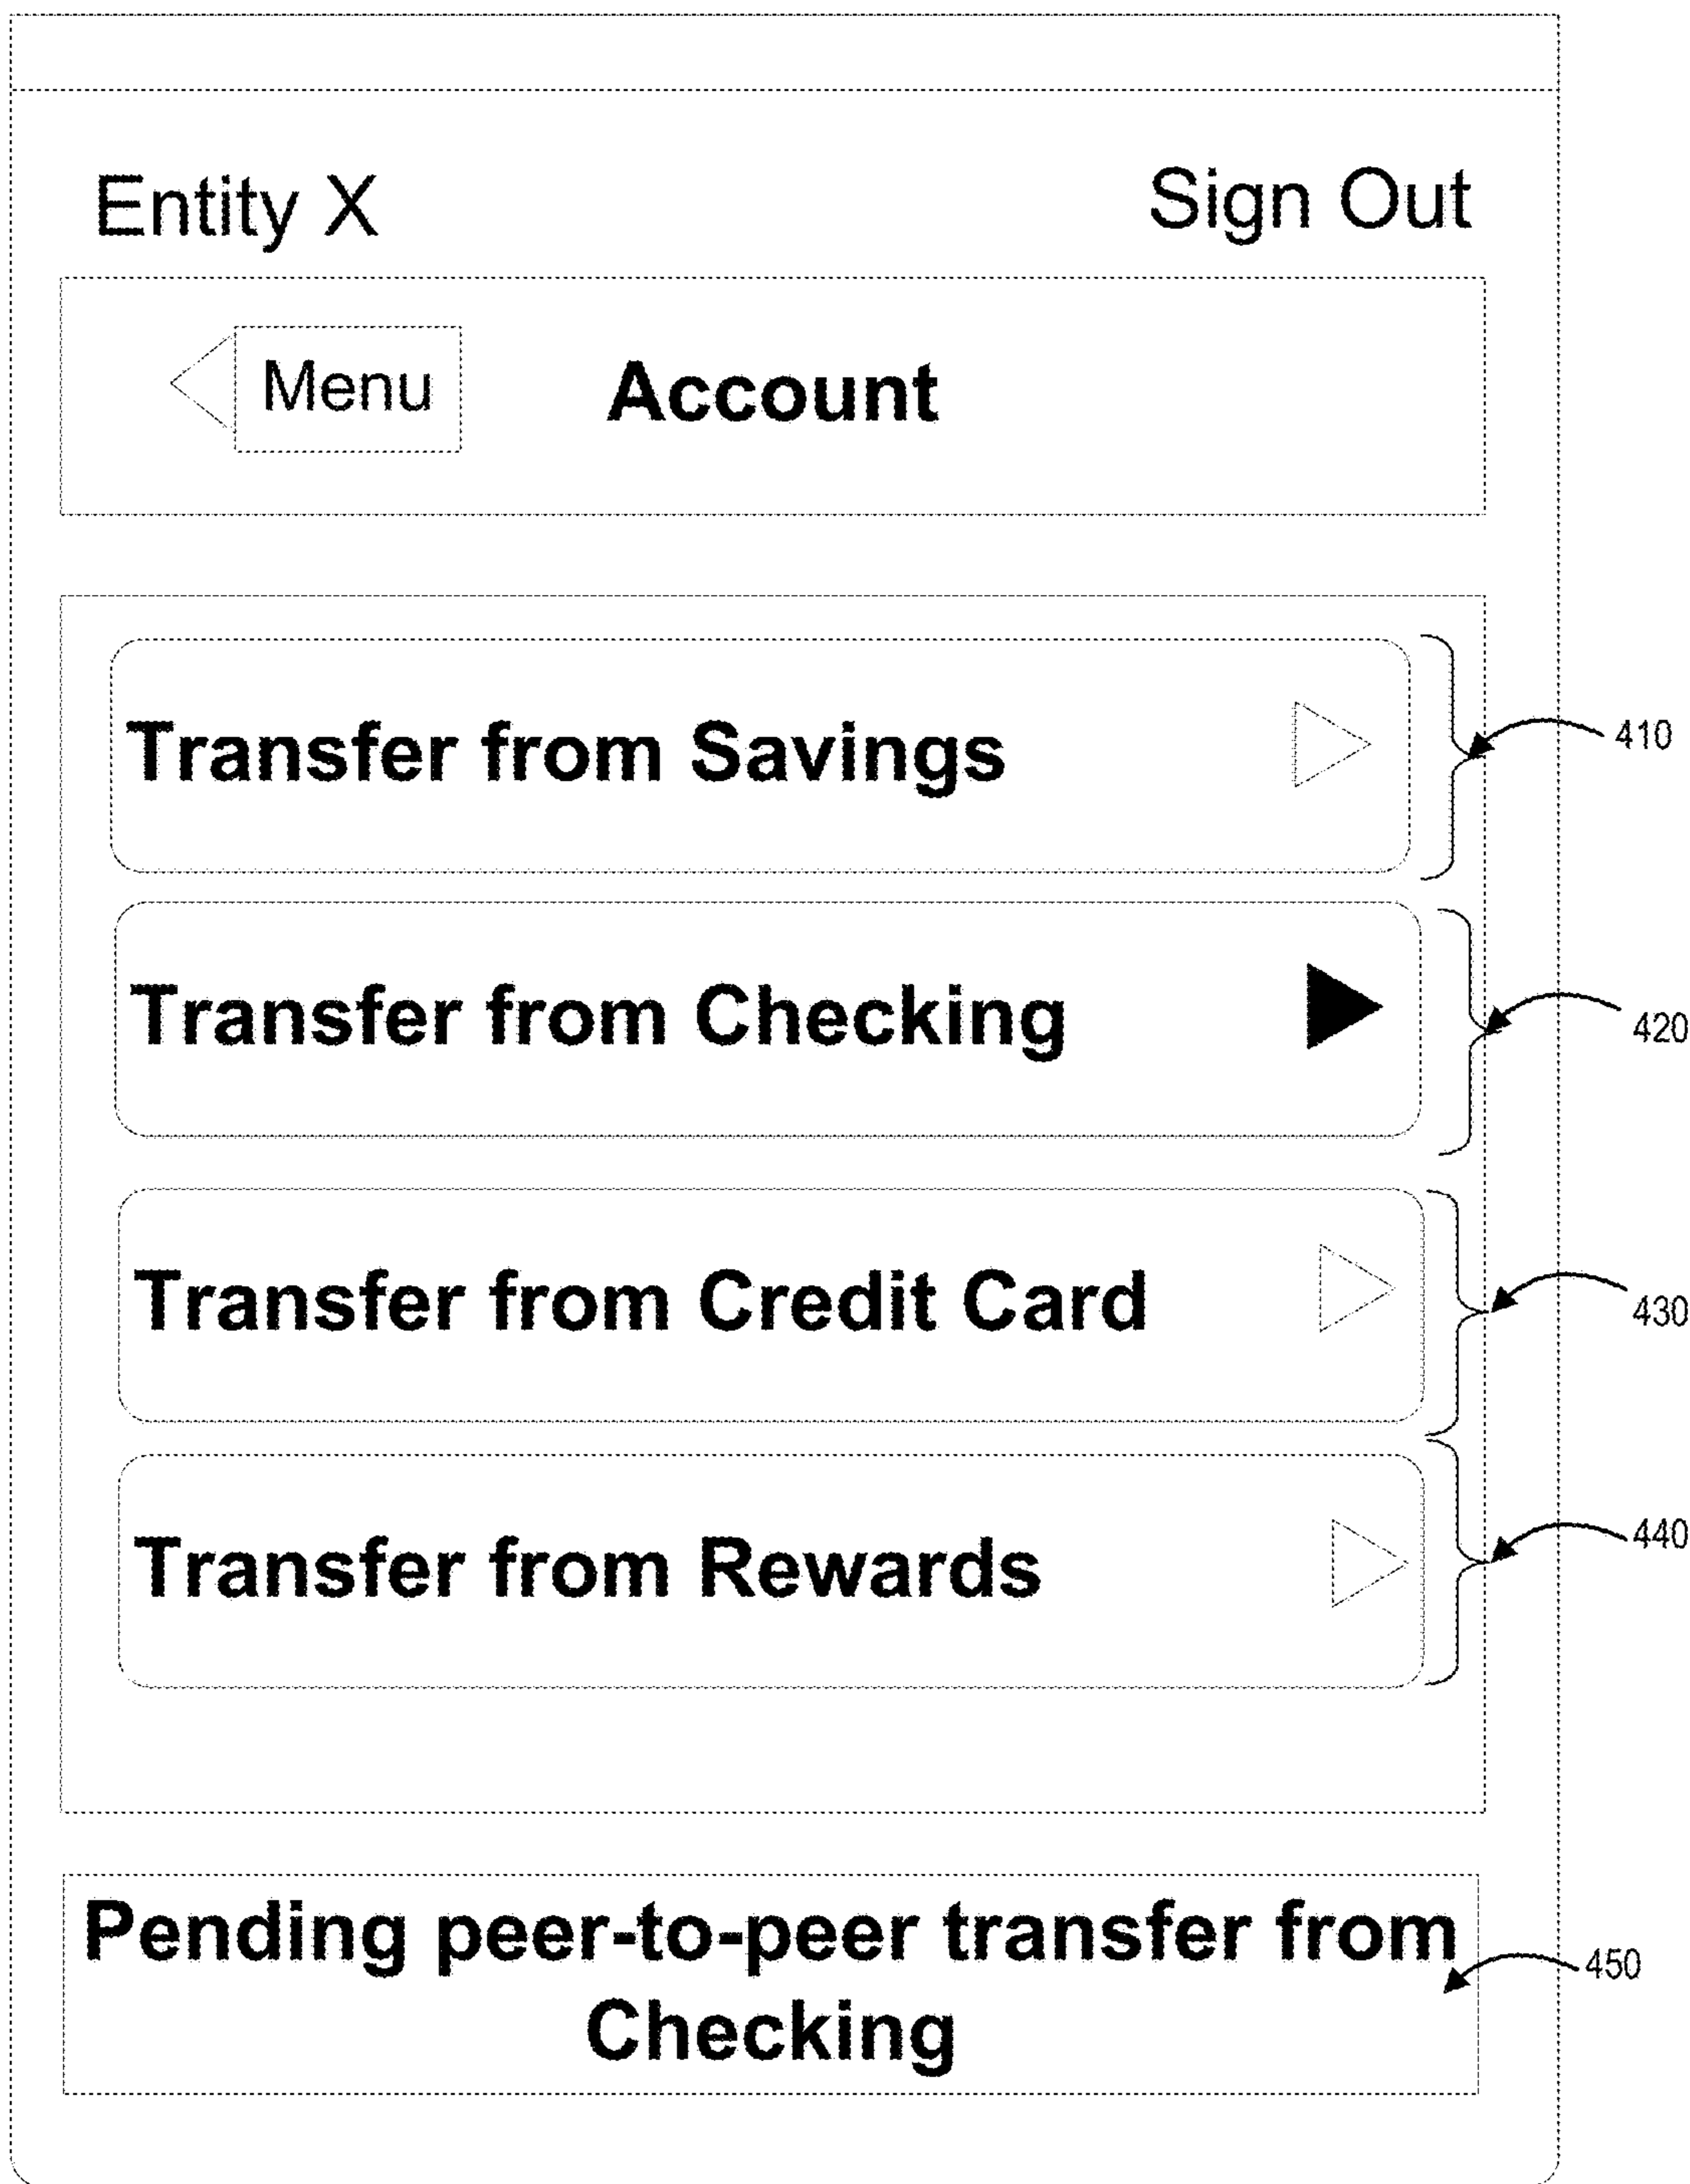 Entity X Sign Out
Menu Account
Transfer from Savings
410
Transfer from Checking
420
Transfer from Credit Card
430
Transfer from Rewards
440
Pending peer-to-peer transfer from
450
Checking